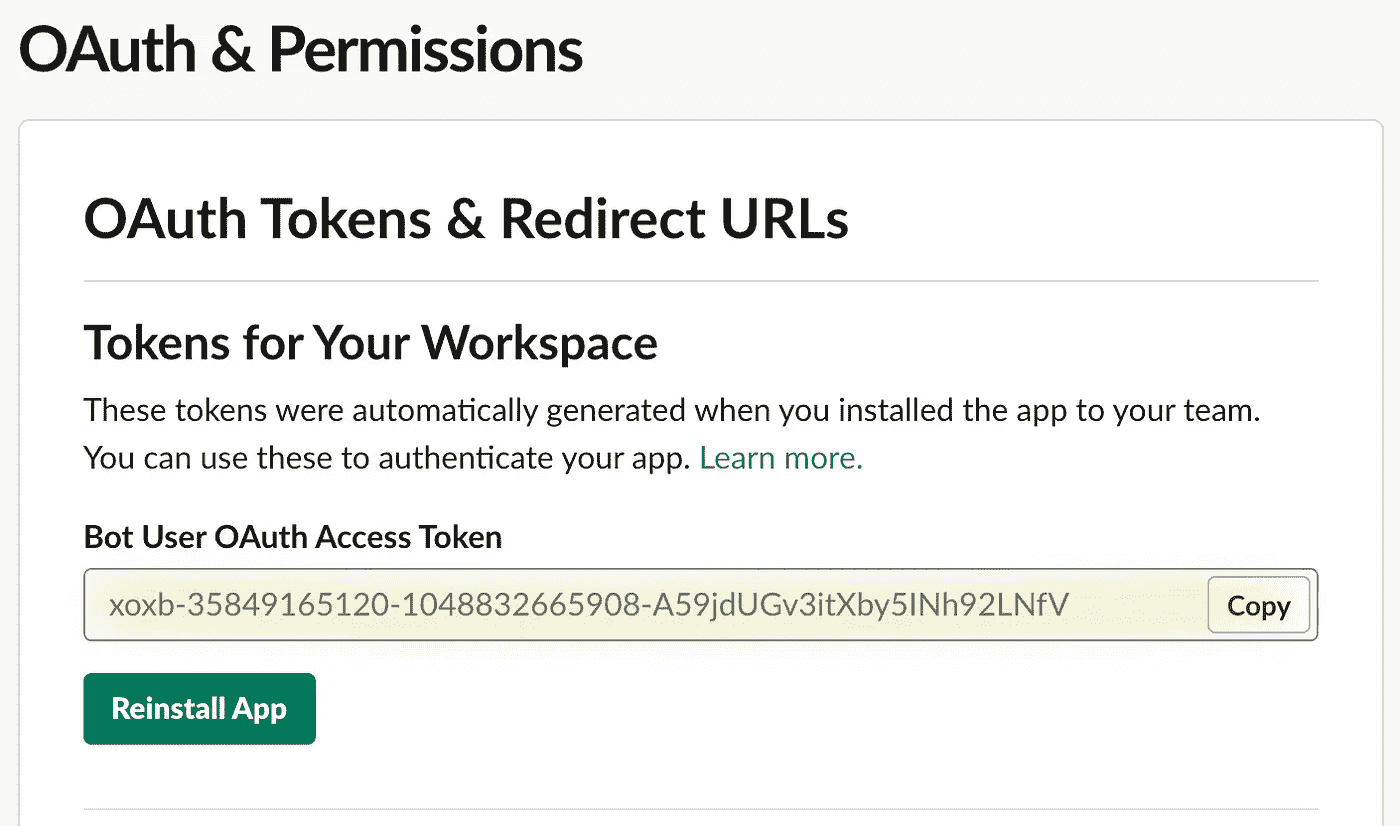 OAuth & Permissions
OAuth Tokens & Redirect URLs
Tokens for Your Workspace
These tokens were automatically generated when you installed the app to your team.
You can use these to authenticate your app. Learn more.
Bot User OAuth Access Token
xoxb-35849165120-1048832665908-A59jdUGv3itXby5INh92LNfV
Copy
Reinstall App